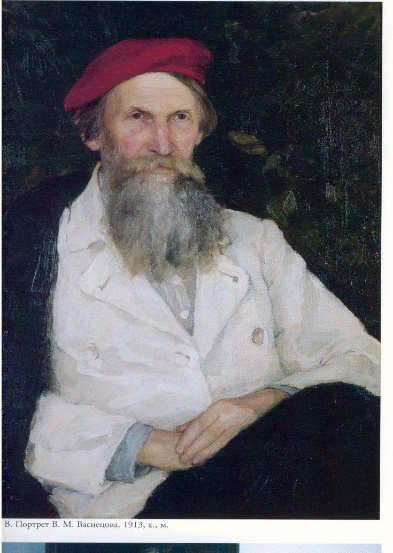 В. Портрет В. М. Васнецова. 1913, х., м.